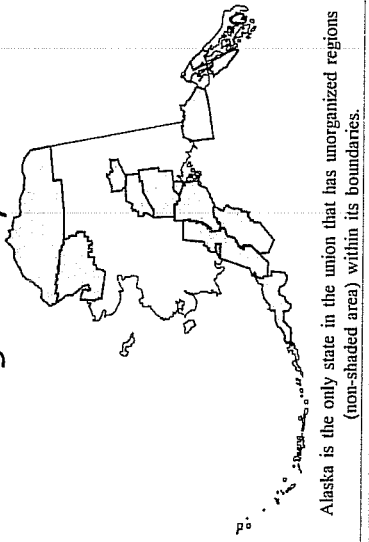 Alaska is the only state in the union that has unorganized regions
(non-shaded area) within its boundaries.